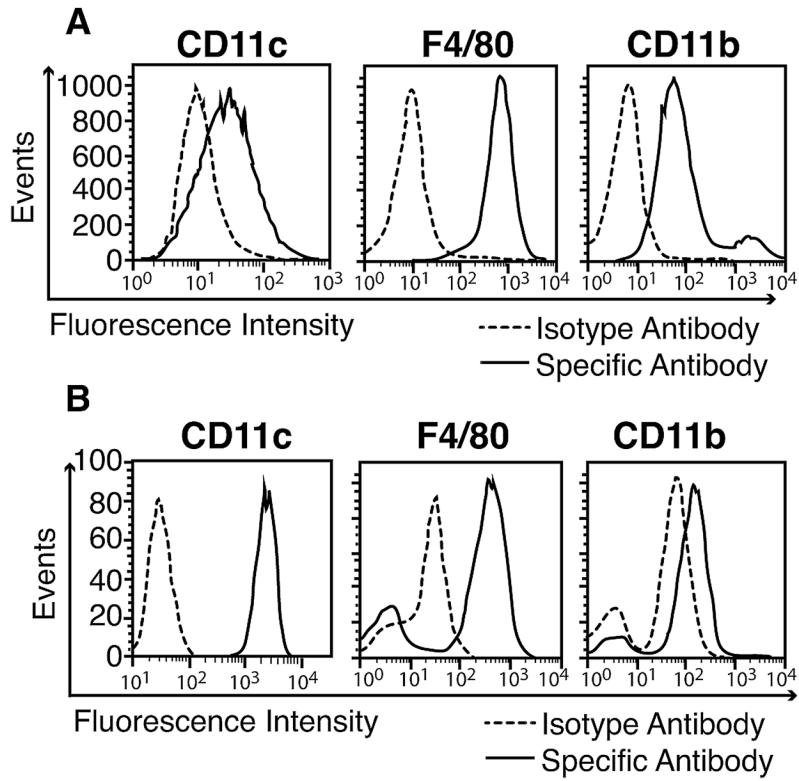 A
CD11c F4/80 CD11b
Events
1000
800
600
400
200
0
10^0 10^1 10^2 10^3 10^0 10^1 10^2 10^3 10^4 10^0 10^1 10^2 10^3 10^4
Fluorescence Intensity
Isotype Antibody
Specific Antibody
B
CD11c F4/80 CD11b
Events
100
80
60
40
20
0
10^1 10^2 10^3 10^4 10^0 10^1 10^2 10^3 10^4 10^0 10^1 10^2 10^3 10^4
Fluorescence Intensity
Isotype Antibody
Specific Antibody